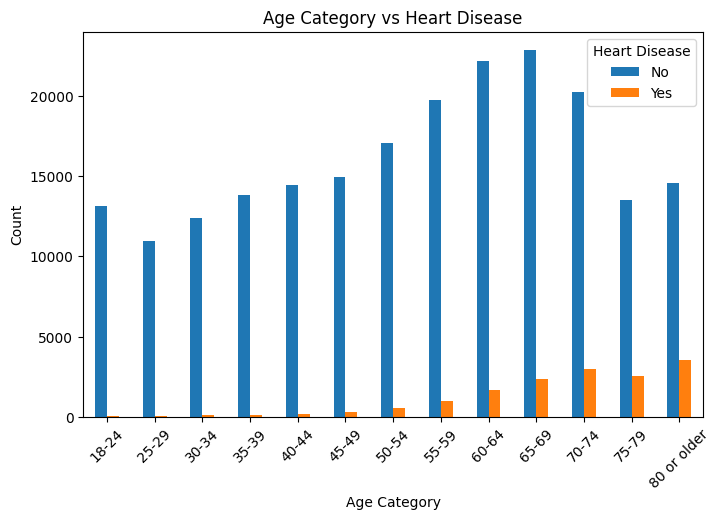 Age Category vs Heart Disease
Heart Disease
No
Yes
Count
20000
15000
10000
5000
0
18-24
25-29
30-34
35-39
40-44
45-49
50-54
55-59
60-64
65-69
70-74
75-79
80 or older
Age Category